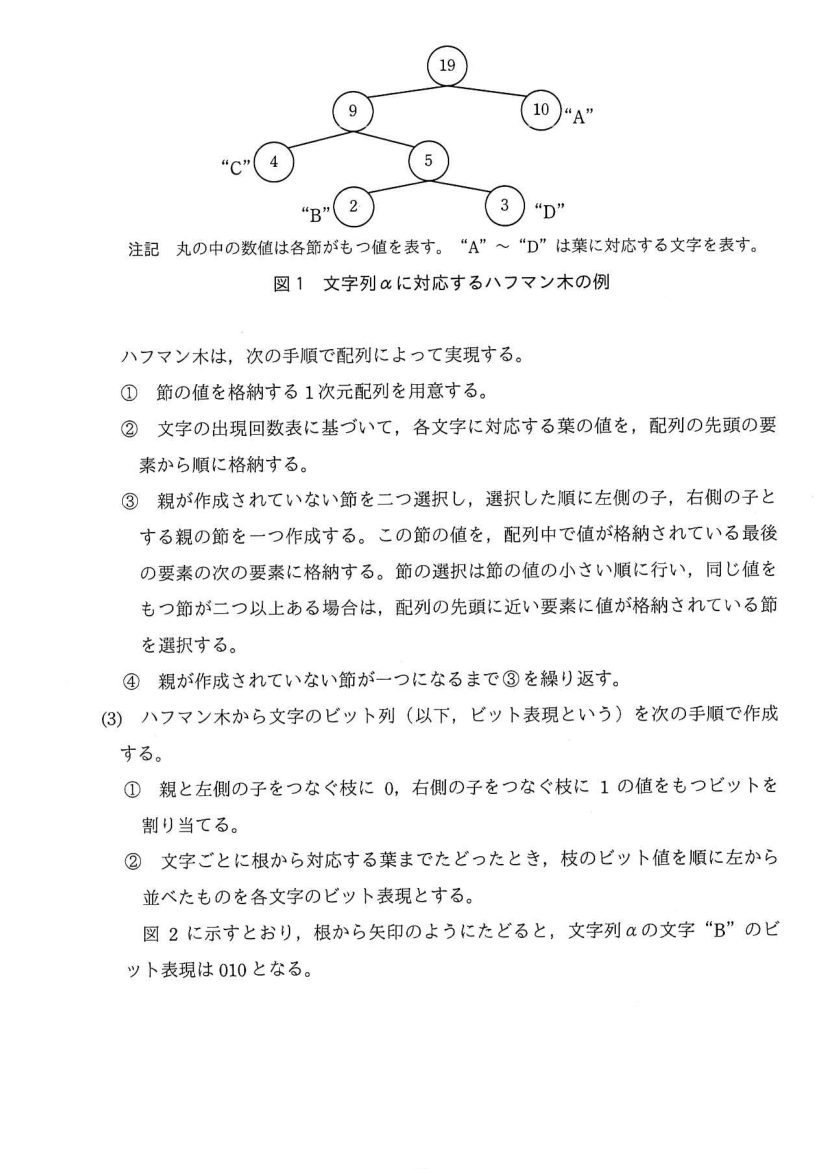 19
9
10 “A”
“C” 4
5
“B” 2
3 “D”
注記　丸の中の数値は各節がもつ値を表す。“A” ～ “D” は葉に対応する文字を表す。
図 1　文字列αに対応するハフマン木の例
ハフマン木は，次の手順で配列によって実現する。
①　節の値を格納する 1 次元配列を用意する。
②　文字の出現回数表に基づいて，各文字に対応する葉の値を，配列の先頭の要
素から順に格納する。
③　親が作成されていない節を二つ選択し，選択した順に左側の子，右側の子と
する親の節を一つ作成する。この節の値を，配列中で値が格納されている最後
の要素の次の要素に格納する。節の選択は節の値の小さい順に行い，同じ値を
もつ節が二つ以上ある場合は，配列の先頭に近い要素に値が格納されている節
を選択する。
④　親が作成されていない節が一つになるまで③を繰り返す。
(3)　ハフマン木から文字のビット列（以下，ビット表現という）を次の手順で作成
する。
①　親と左側の子をつなぐ枝に 0，右側の子をつなぐ枝に 1 の値をもつビットを
割り当てる。
②　文字ごとに根から対応する葉までたどったとき，枝のビット値を順に左から
並べたものを各文字のビット表現とする。
図 2 に示すとおり，根から矢印のようにたどると，文字列αの文字 “B” のビ
ット表現は 010 となる。